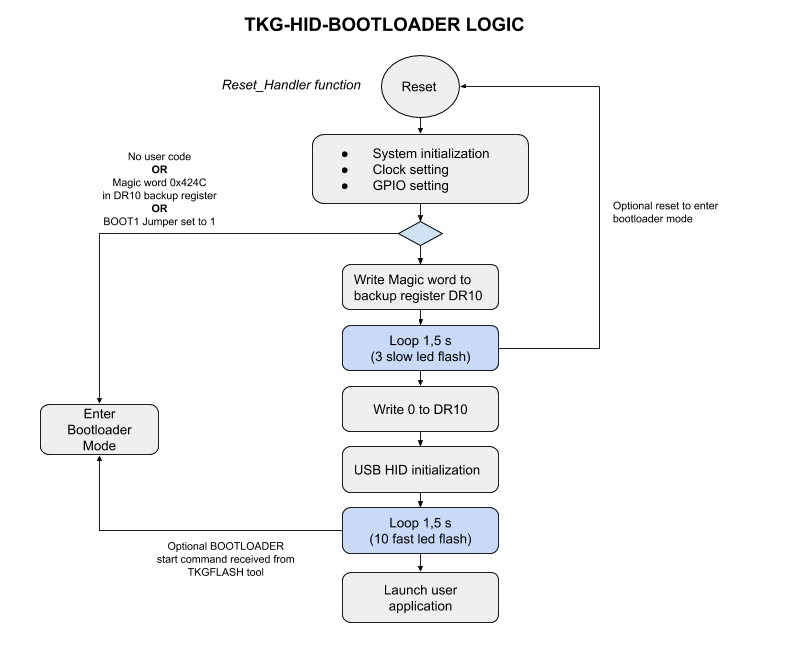 TKG-HID-BOOTLOADER LOGIC
Reset_Handler function
Reset
● System initialization
● Clock setting
● GPIO setting
No user code
OR
Magic word 0x424C
in DR10 backup register
OR
BOOT1 Jumper set to 1
Optional reset to enter
bootloader mode
Write Magic word to
backup register DR10
Loop 1,5 s
(3 slow led flash)
Write 0 to DR10
Enter
Bootloader
Mode
USB HID initialization
Loop 1,5 s
(10 fast led flash)
Optional BOOTLOADER
start command received from
TKGFLASH tool
Launch user
application